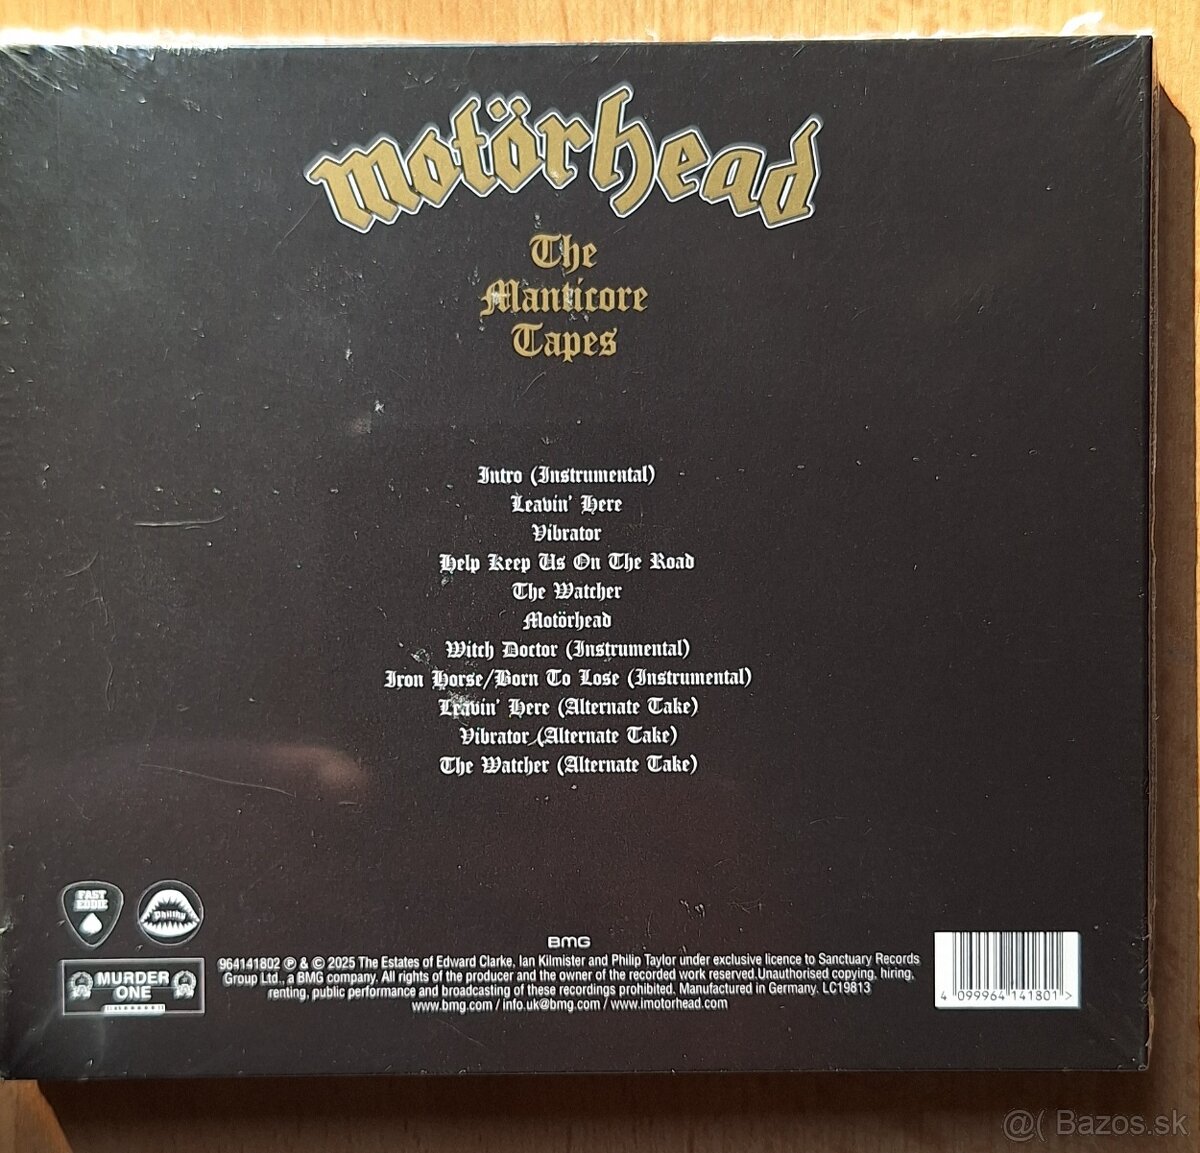 motörhead
The
Manticore
Tapes
Intro (Instrumental)
Leavin' Here
Vibrator
Help Keep Us On The Road
The Watcher
Motörhead
Witch Doctor (Instrumental)
Iron Horse/Born To Lose (Instrumental)
Leavin' Here (Alternate Take)
Vibrator (Alternate Take)
The Watcher (Alternate Take)
FAST
EDDIE
Philthy
MURDER
ONE
BMG
964141802 ℗ & © 2025 The Estates of Edward Clarke, Ian Kilmister and Philip Taylor under exclusive licence to Sanctuary Records
Group Ltd., a BMG company. All rights of the producer and the owner of the recorded work reserved.Unauthorised copying, hiring,
renting, public performance and broadcasting of these recordings prohibited. Manufactured in Germany. LC19813
www.bmg.com / info.uk@bmg.com / www.imotorhead.com
4 099964 141801 >
@( Bazos.sk